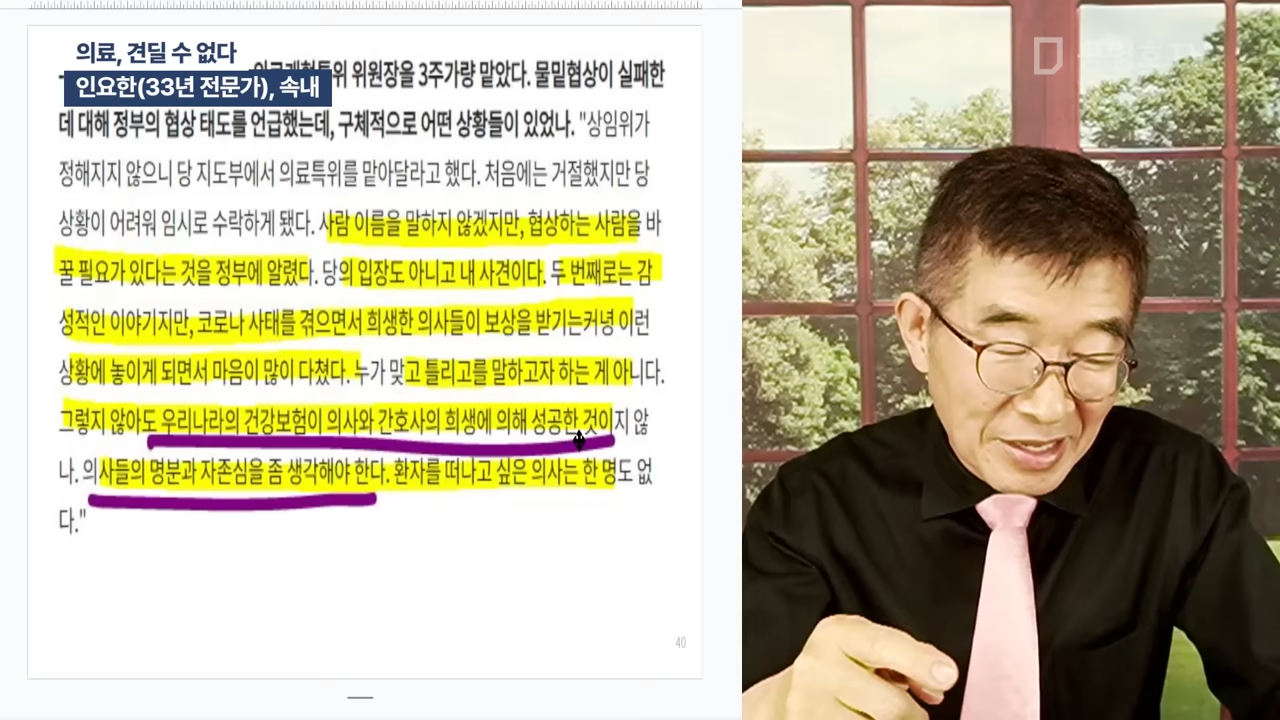 의료, 견딜 수 없다
인요한(33년 전문가), 속내
위원장을 3주가량 맡았다. 물밑협상이 실패한
데 대해 정부의 협상 태도를 언급했는데, 구체적으로 어떤 상황들이 있었나. "상임위가
정해지지 않으니 당 지도부에서 의료특위를 맡아달라고 했다. 처음에는 거절했지만 당
상황이 어려워 임시로 수락하게 됐다. 사람 이름을 말하지 않겠지만, 협상하는 사람을 바
꿀 필요가 있다는 것을 정부에 알렸다. 당의 입장도 아니고 내 사견이다. 두 번째로는 감
성적인 이야기지만, 코로나 사태를 겪으면서 희생한 의사들이 보상을 받기는커녕 이런
상황에 놓이게 되면서 마음이 많이 다쳤다. 누가 맞고 틀리고를 말하고자 하는 게 아니다.
그렇지 않아도 우리나라의 건강보험이 의사와 간호사의 희생에 의해 성공한 것이지 않
나. 의사들의 명분과 자존심을 좀 생각해야 한다. 환자를 떠나고 싶은 의사는 한 명도 없
다."
40